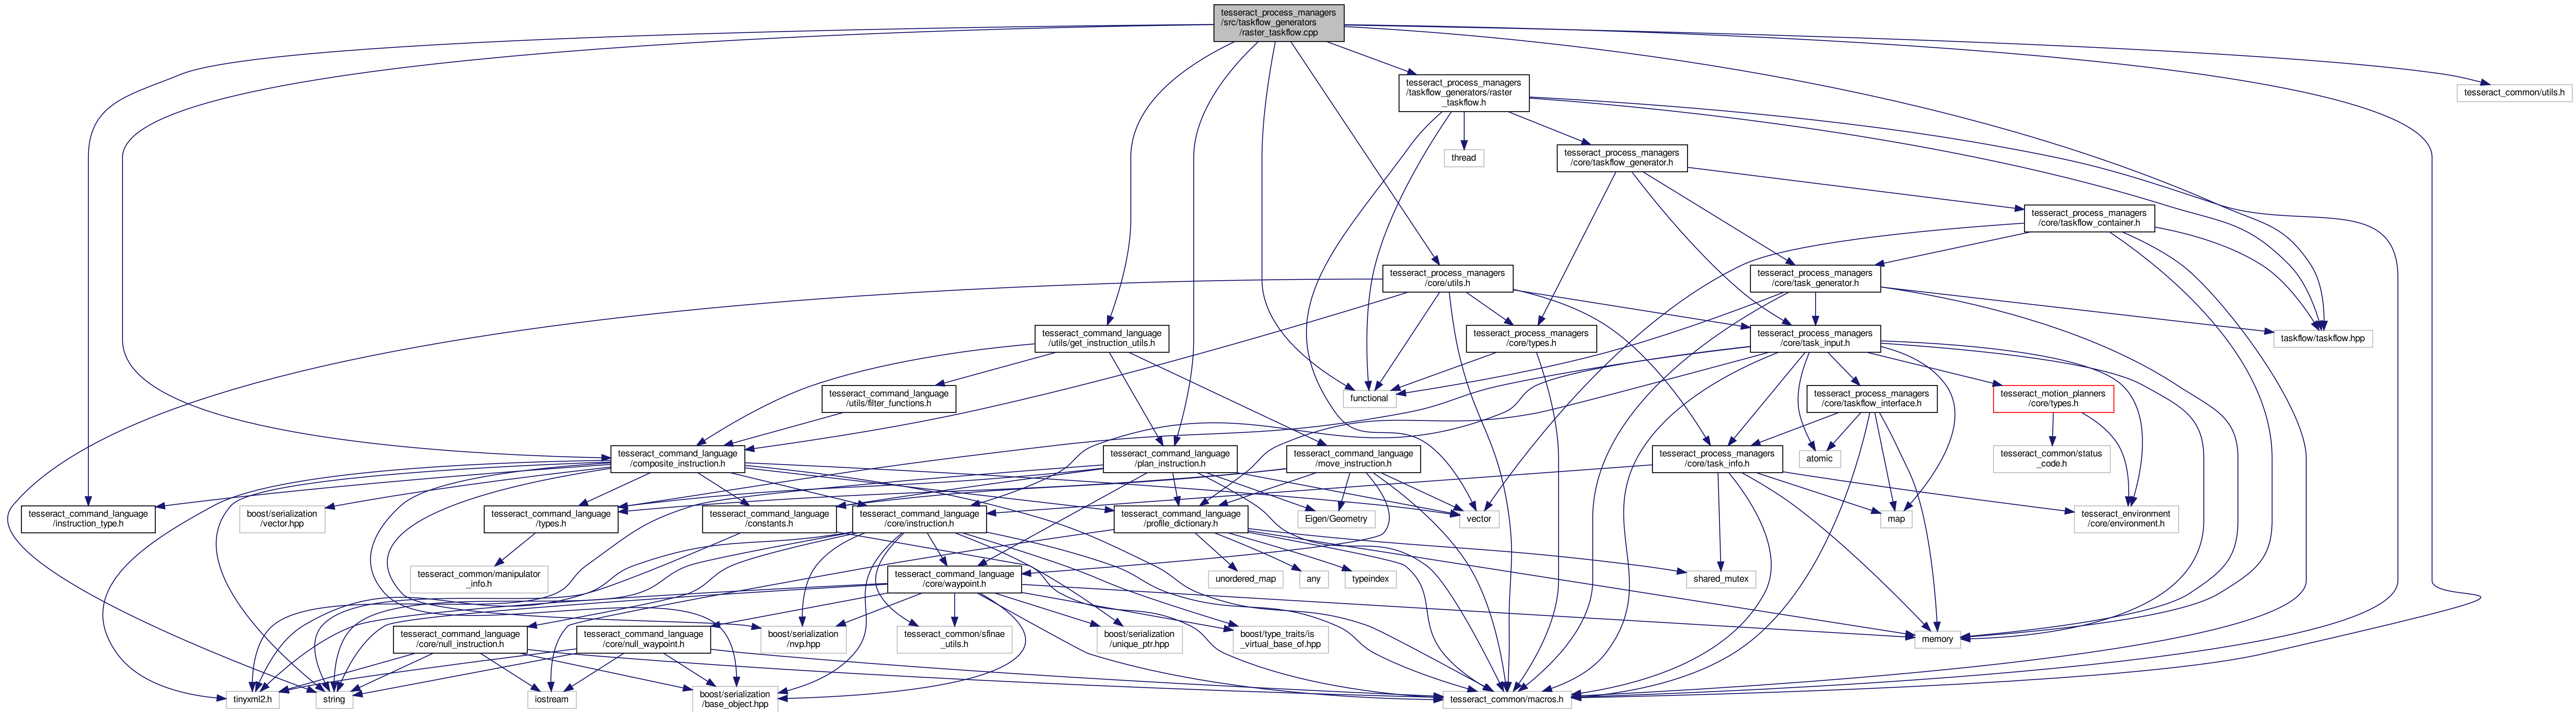 tesseract_process_managers
/src/taskflow_generators
/raster_taskflow.cpp
tesseract_process_managers
/taskflow_generators/raster
_taskflow.h
tesseract_common/utils.h
thread
tesseract_process_managers
/core/taskflow_generator.h
tesseract_process_managers
/core/taskflow_container.h
tesseract_process_managers
/core/utils.h
tesseract_process_managers
/core/task_generator.h
tesseract_command_language
/utils/get_instruction_utils.h
tesseract_process_managers
/core/types.h
tesseract_process_managers
/core/task_input.h
taskflow/taskflow.hpp
tesseract_command_language
/utils/filter_functions.h
functional
tesseract_process_managers
/core/taskflow_interface.h
tesseract_motion_planners
/core/types.h
tesseract_command_language
/composite_instruction.h
tesseract_command_language
/plan_instruction.h
tesseract_command_language
/move_instruction.h
tesseract_process_managers
/core/task_info.h
atomic
tesseract_common/status
_code.h
tesseract_command_language
/instruction_type.h
boost/serialization
/vector.hpp
tesseract_command_language
/types.h
tesseract_command_language
/constants.h
tesseract_command_language
/core/instruction.h
tesseract_command_language
/profile_dictionary.h
Eigen/Geometry
vector
map
tesseract_environment
/core/environment.h
tesseract_common/manipulator
_info.h
tesseract_command_language
/core/waypoint.h
unordered_map
any
typeindex
shared_mutex
tesseract_command_language
/core/null_instruction.h
tesseract_command_language
/core/null_waypoint.h
boost/serialization
/nvp.hpp
tesseract_common/sfinae
_utils.h
boost/serialization
/unique_ptr.hpp
boost/type_traits/is
_virtual_base_of.hpp
memory
tinyxml2.h
string
iostream
boost/serialization
/base_object.hpp
tesseract_common/macros.h